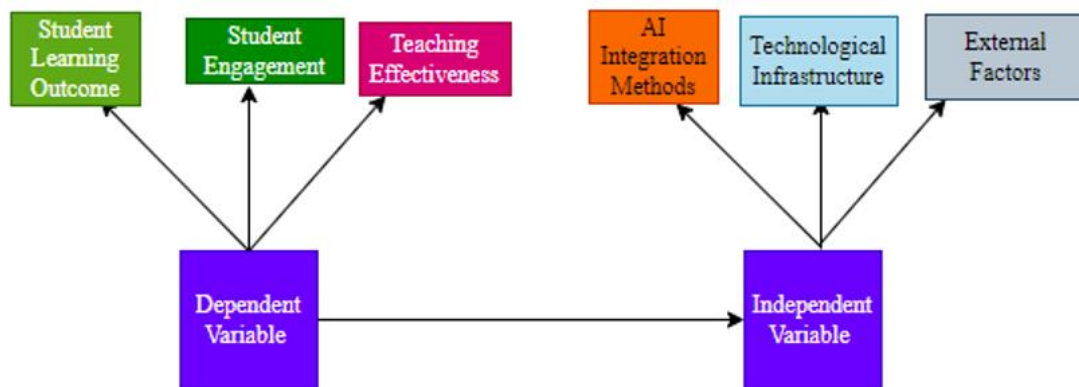 Student
Learning
Outcome
Student
Engagement
Teaching
Effectiveness
AI
Integration
Methods
Technological
Infrastructure
External
Factors
Dependent
Variable
Independent
Variable